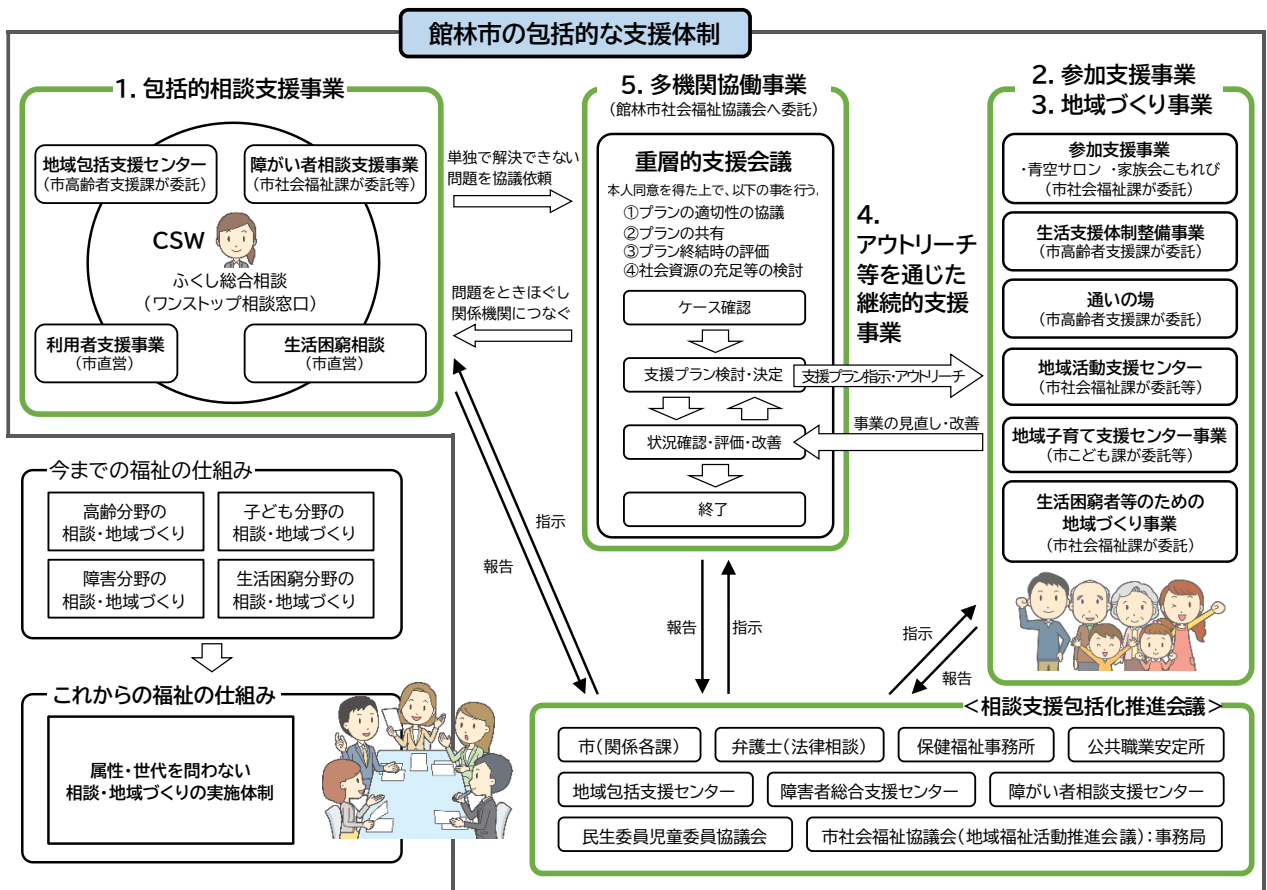 館林市の包括的な支援体制
1. 包括的相談支援事業
地域包括支援センター
(市高齢者支援課が委託)
障がい者相談支援事業
(市社会福祉課が委託等)
CSW
ふくし総合相談
(ワンストップ相談窓口)
利用者支援事業
(市直営)
生活困窮相談
(市直営)
単独で解決できない
問題を協議依頼
問題をときほぐし
関係機関につなぐ
5. 多機関協働事業
(館林市社会福祉協議会へ委託)
重層的支援会議
本人同意を得た上で、以下の事を行う。
①プランの適切性の協議
②プランの共有
③プラン終結時の評価
④社会資源の充足等の検討
ケース確認
支援プラン検討・決定
状況確認・評価・改善
終了
4.
アウトリーチ
等を通じた
継続的支援
事業
支援プラン指示・アウトリーチ
事業の見直し・改善
2. 参加支援事業
3. 地域づくり事業
参加支援事業
・青空サロン ・家族会こもれび
(市社会福祉課が委託)
生活支援体制整備事業
(市高齢者支援課が委託)
通いの場
(市高齢者支援課が委託)
地域活動支援センター
(市社会福祉課が委託等)
地域子育て支援センター事業
(市こども課が委託等)
生活困窮者等のための
地域づくり事業
(市社会福祉課が委託)
今までの福祉の仕組み
高齢分野の
相談・地域づくり
子ども分野の
相談・地域づくり
障害分野の
相談・地域づくり
生活困窮分野の
相談・地域づくり
これからの福祉の仕組み
属性・世代を問わない
相談・地域づくりの実施体制
指示
報告
報告
指示
指示
報告
<相談支援包括化推進会議>
市(関係各課)
弁護士(法律相談)
保健福祉事務所
公共職業安定所
地域包括支援センター
障害者総合支援センター
障がい者相談支援センター
民生委員児童委員協議会
市社会福祉協議会(地域福祉活動推進会議):事務局